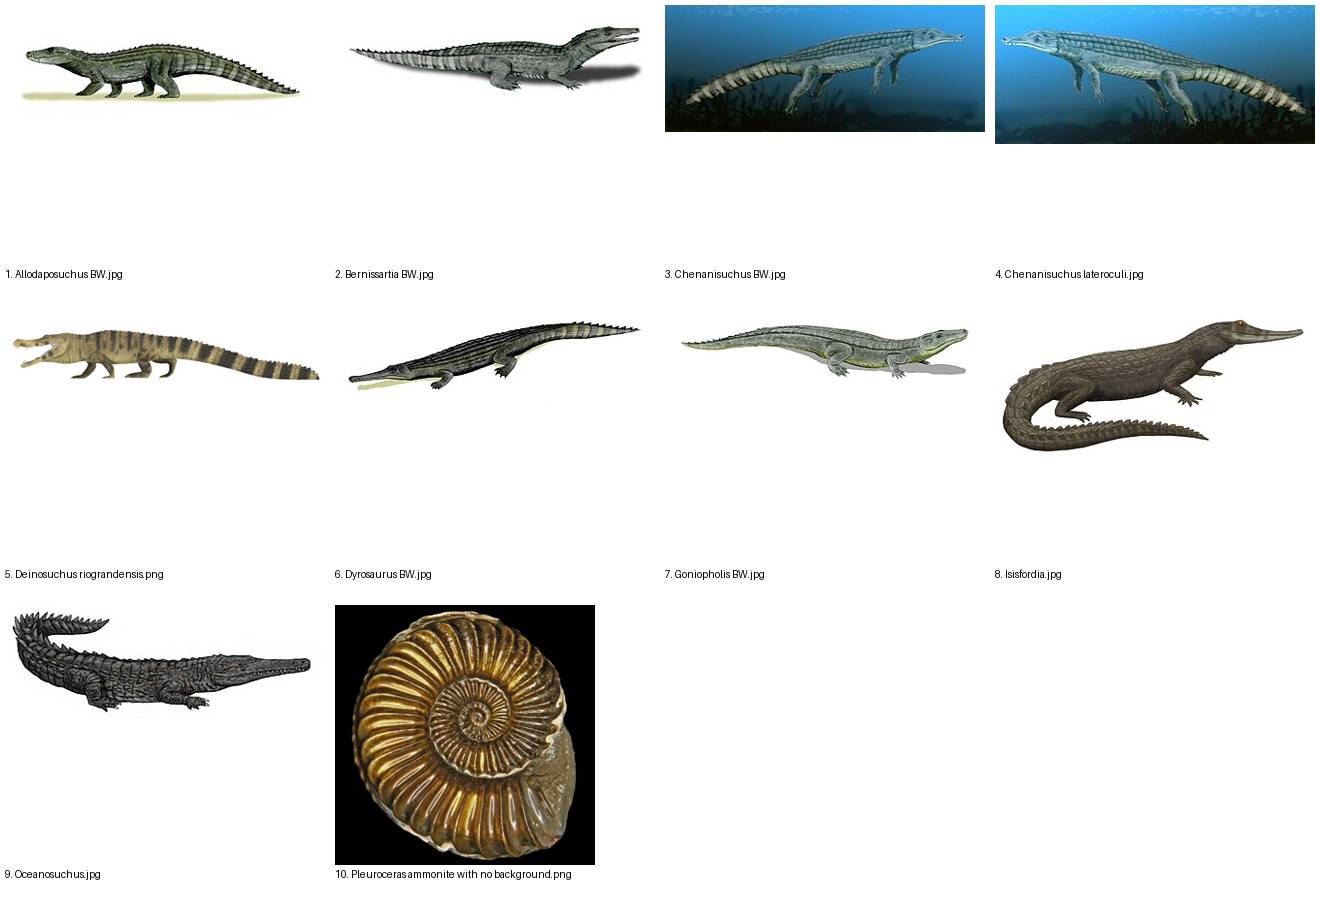 1. Allodaposuchus BW.jpg
2. Bernissartia BW.jpg
3. Chenanisuchus BW.jpg
4. Chenanisuchus lateroculi.jpg
5. Deinosuchus riograndensis.png
6. Dyrosaurus BW.jpg
7. Goniopholis BW.jpg
8. Isisfordia.jpg
9. Oceanosuchus.jpg
10. Pleuroceras ammonite with no background.png